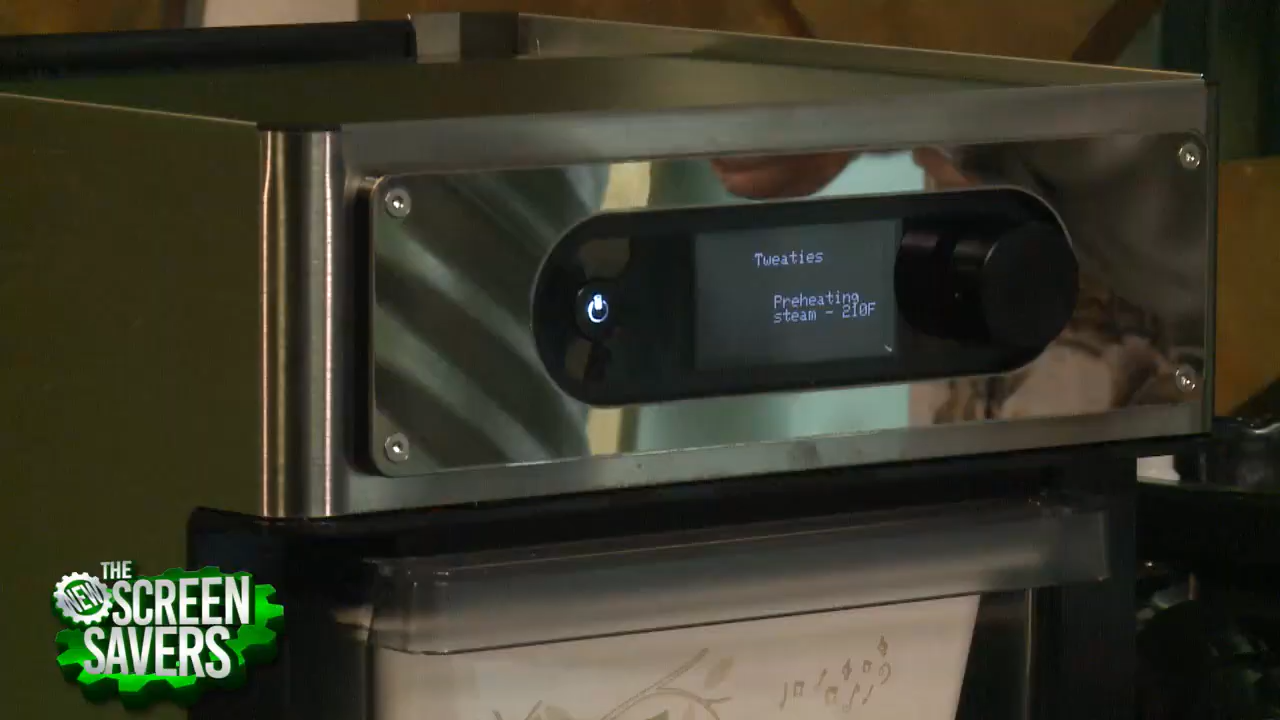 Tweaties
Preheating
steam - 210F
THE
NEW
SCREEN
SAVERS